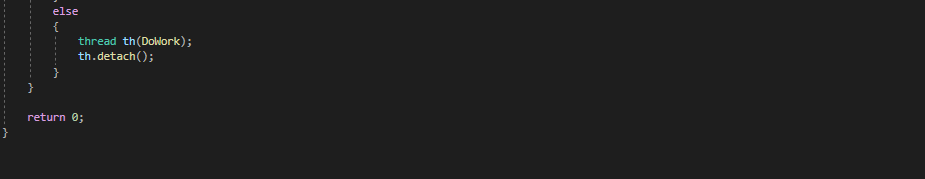 else
{
thread th(DoWork);
th.detach();
}
}
return 0;
}